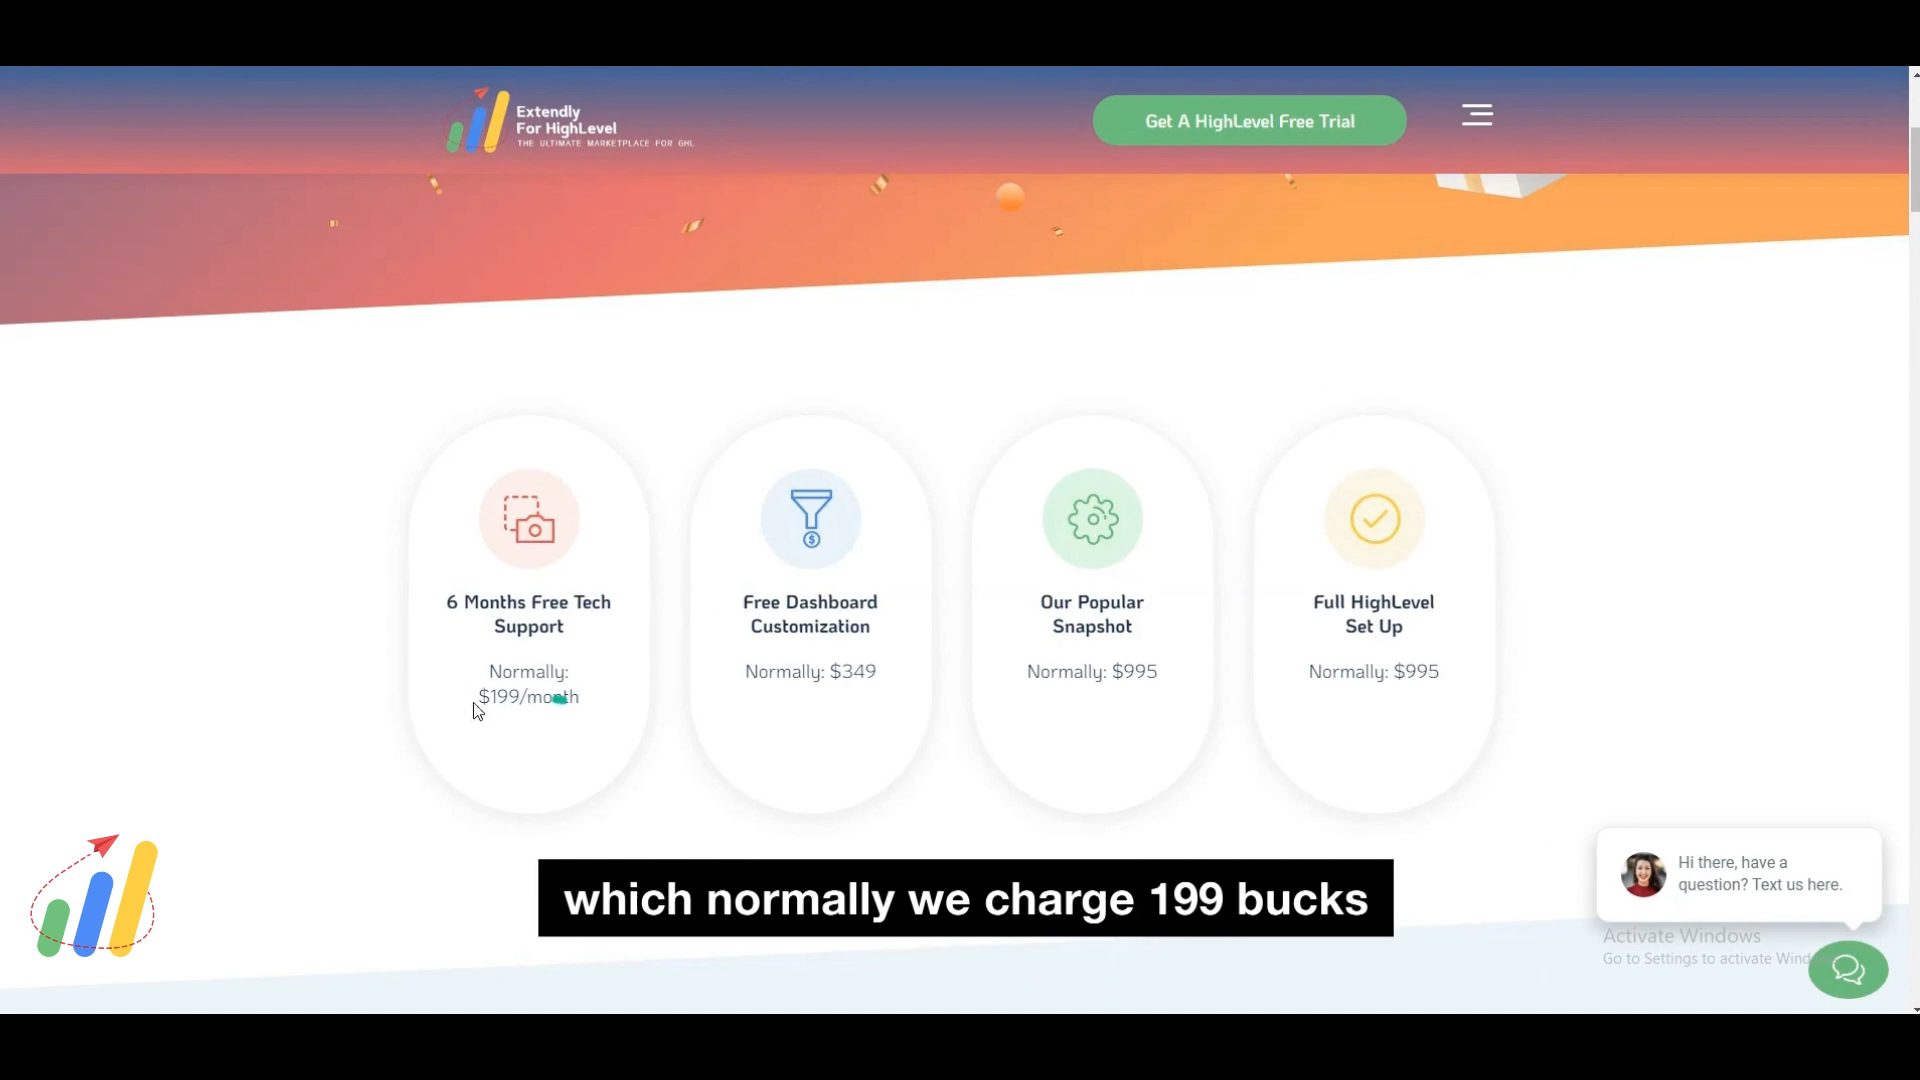 Extendly
For HighLevel
THE ULTIMATE MARKETPLACE FOR GHL
Get A HighLevel Free Trial
6 Months Free Tech
Support
Normally:
$199/month
Free Dashboard
Customization
Normally: $349
Our Popular
Snapshot
Normally: $995
Full HighLevel
Set Up
Normally: $995
which normally we charge 199 bucks
Hi there, have a
question? Text us here.
Activate Windows
Go to Settings to activate Wind